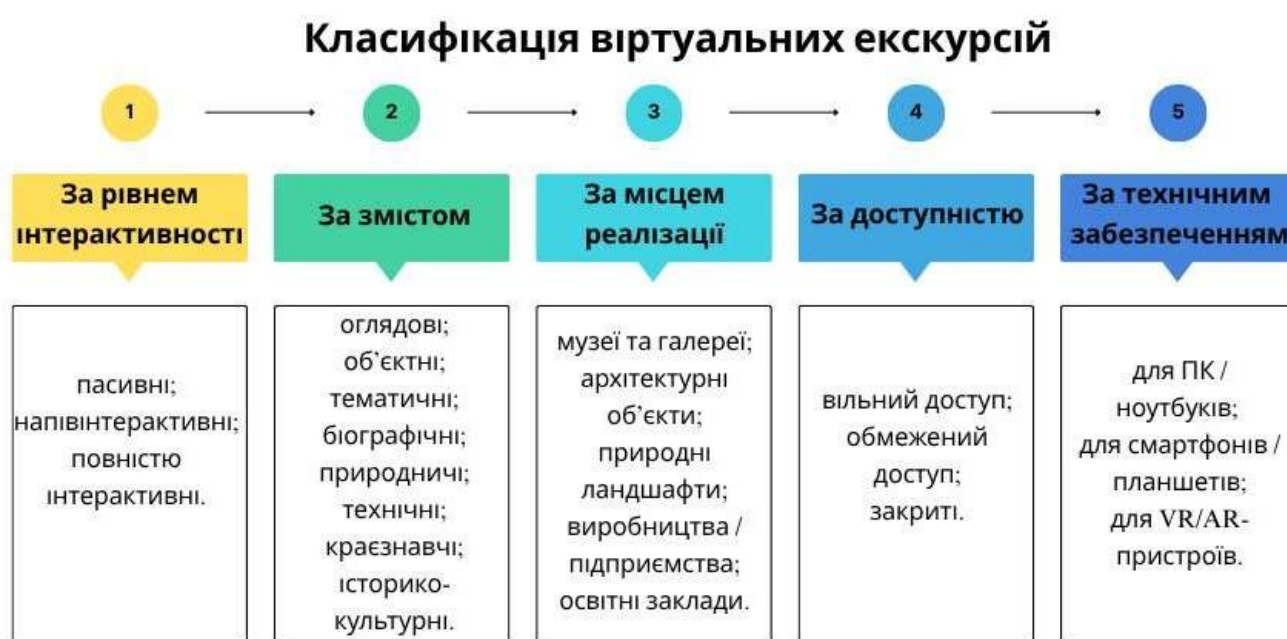 Класифікація віртуальних екскурсій
1
2
3
4
5
За рівнем
інтерактивності
За змістом
За місцем
реалізації
За доступністю
За технічним
забезпеченням
пасивні;
напівінтерактивні;
повністю
інтерактивні.
оглядові;
об’єктні;
тематичні;
біографічні;
природничі;
технічні;
краєзнавчі;
історико-
культурні.
музеї та галереї;
архітектурні
об’єкти;
природні
ландшафти;
виробництва /
підприємства;
освітні заклади.
вільний доступ;
обмежений
доступ;
закриті.
для ПК /
ноутбуків;
для смартфонів /
планшетів;
для VR/AR-
пристроїв.